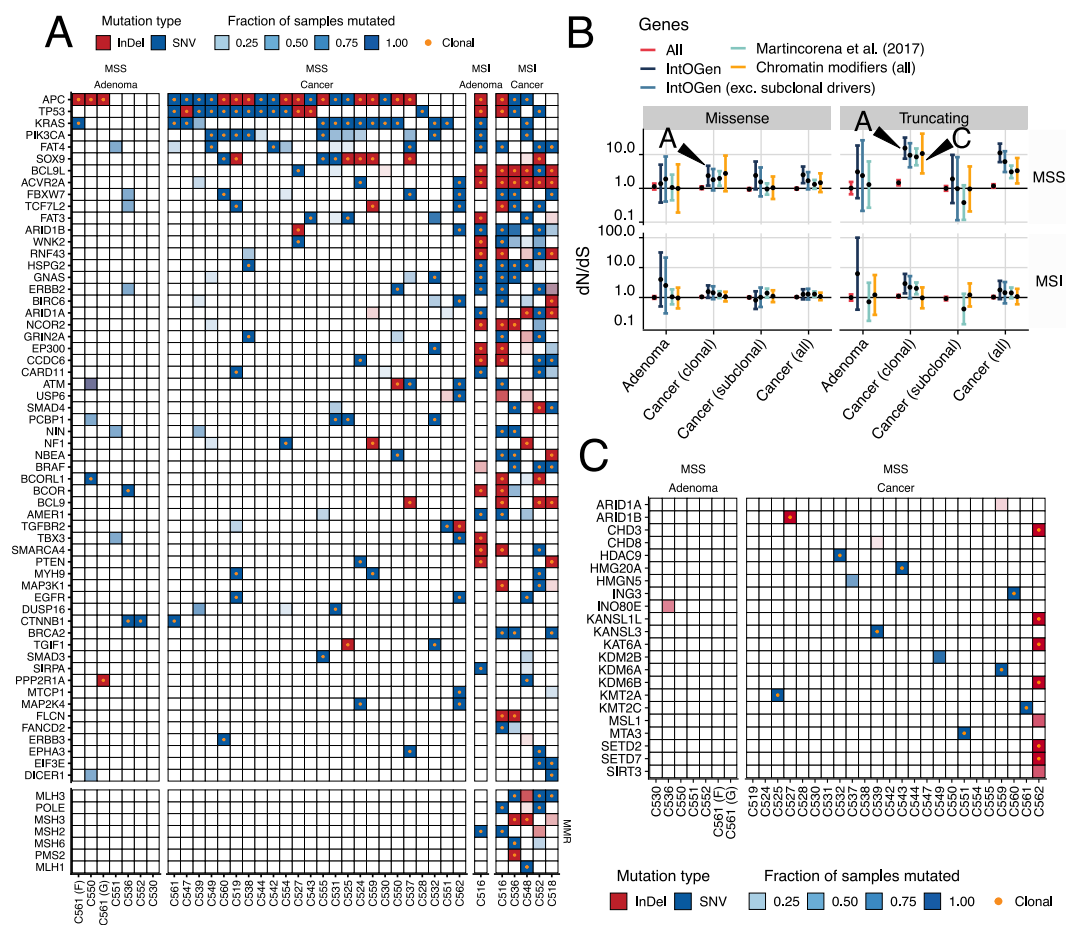 A
Mutation type
InDel
SNV
Fraction of samples mutated
0.25
0.50
0.75
1.00
Clonal
MSS
Adenoma
MSS
Cancer
MSI
Adenoma
MSI
Cancer
APC
TP53
KRAS
PIK3CA
FAT4
SOX9
BCL9L
ACVR2A
FBXW7
TCF7L2
FAT3
ARID1B
WNK2
RNF43
HSPG2
GNAS
ERBB2
BIRC6
ARID1A
NCOR2
GRIN2A
EP300
CCDC6
CARD11
ATM
USP6
SMAD4
PCBP1
NIN
NF1
NBEA
BRAF
BCORL1
BCOR
BCL9
AMER1
TGFBR2
TBX3
SMARCA4
PTEN
MYH9
MAP3K1
EGFR
DUSP16
CTNNB1
BRCA2
TGIF1
SMAD3
SIRPA
PPP2R1A
MTCP1
MAP2K4
FLCN
FANCD2
ERBB3
EPHA3
EIF3E
DICER1
MLH3
POLE
MSH3
MSH2
MSH6
PMS2
MLH1
MMR
C561 (F)
C550
C561 (G)
C551
C536
C552
C530
C561
C547
C539
C549
C560
C519
C538
C544
C542
C554
C527
C543
C555
C531
C525
C524
C559
C530
C550
C537
C528
C532
C551
C562
C516
C516
C536
C548
C552
C518
B
Genes
All
IntOGen
IntOGen (exc. subclonal drivers)
Martincorena et al. (2017)
Chromatin modifiers (all)
Missense
Truncating
A
A
C
10.0
1.0
0.1
MSS
100.0
10.0
1.0
0.1
MSI
dN/dS
Adenoma
Cancer (clonal)
Cancer (subclonal)
Cancer (all)
Adenoma
Cancer (clonal)
Cancer (subclonal)
Cancer (all)
C
MSS
Adenoma
MSS
Cancer
ARID1A
ARID1B
CHD3
CHD8
HDAC9
HMG20A
HMGN5
ING3
INO80E
KANSL1L
KANSL3
KAT6A
KDM2B
KDM6A
KDM6B
KMT2A
KMT2C
MSL1
MTA3
SETD2
SETD7
SIRT3
C530
C536
C550
C551
C552
C561 (F)
C561 (G)
C519
C524
C525
C527
C528
C530
C531
C532
C537
C538
C539
C542
C543
C544
C547
C549
C550
C551
C554
C555
C559
C560
C561
C562
Mutation type
InDel
SNV
Fraction of samples mutated
0.25
0.50
0.75
1.00
Clonal